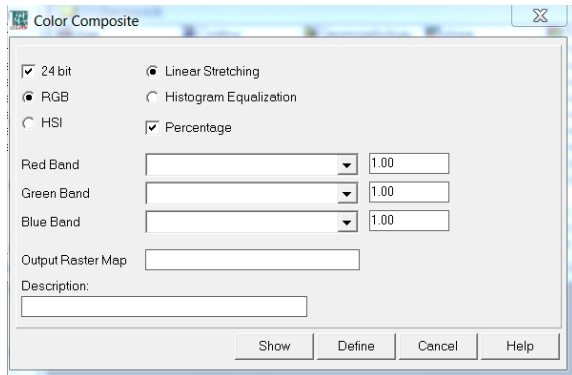 Color Composite
24 bit
Linear Stretching
RGB
Histogram Equalization
HSI
Percentage
Red Band 1.00
Green Band 1.00
Blue Band 1.00
Output Raster Map
Description:
Show Define Cancel Help